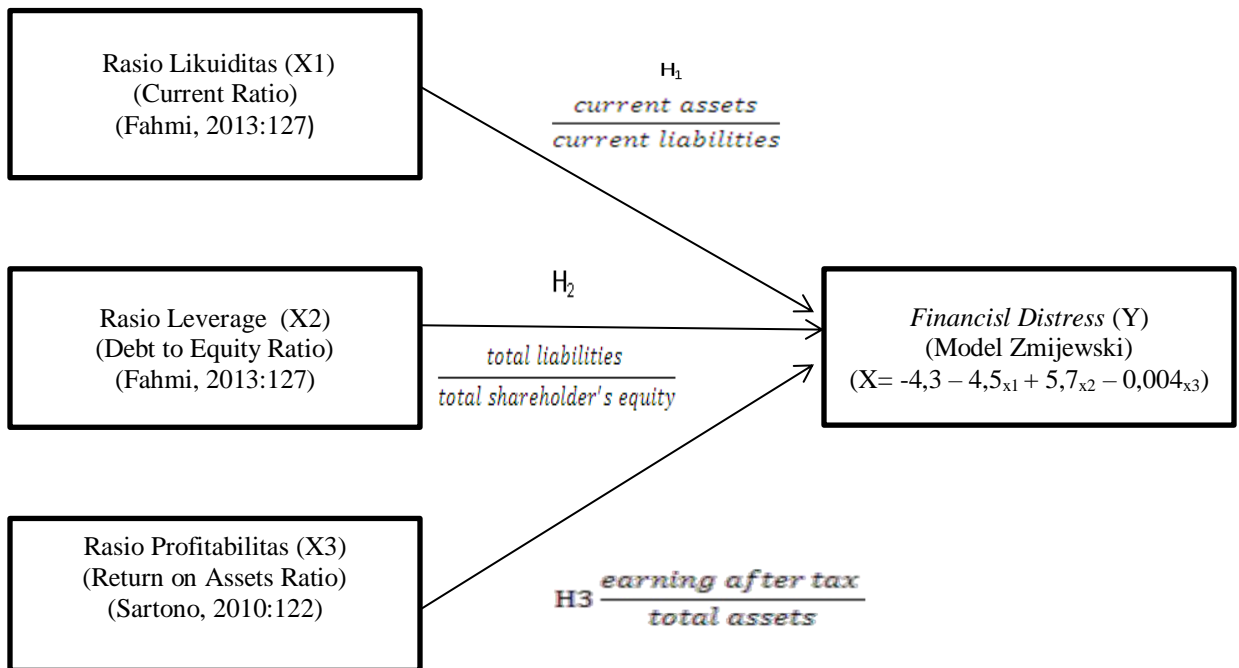 Rasio Likuiditas (X1)
(Current Ratio)
(Fahmi, 2013:127)
H₁
current assets
current liabilities
Rasio Leverage (X2)
(Debt to Equity Ratio)
(Fahmi, 2013:127)
H₂
total liabilities
total shareholder's equity
Financisl Distress (Y)
(Model Zmijewski)
(X= -4,3 – 4,5x1 + 5,7x2 – 0,004x3)
Rasio Profitabilitas (X3)
(Return on Assets Ratio)
(Sartono, 2010:122)
H3 earning after tax
total assets